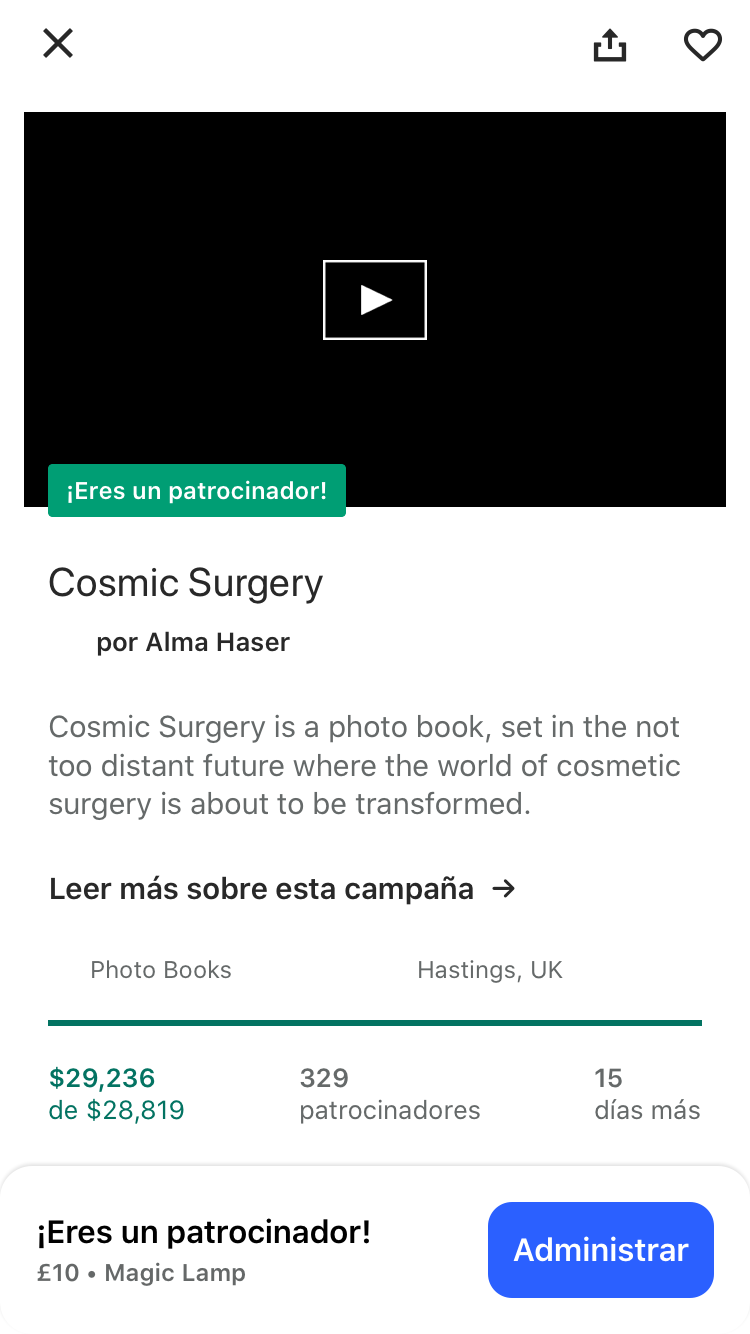 ¡Eres un patrocinador!
Cosmic Surgery
por Alma Haser
Cosmic Surgery is a photo book, set in the not
too distant future where the world of cosmetic
surgery is about to be transformed.
Leer más sobre esta campaña →
Photo Books
Hastings, UK
$29,236
de $28,819
329
patrocinadores
15
días más
¡Eres un patrocinador!
£10 • Magic Lamp
Administrar